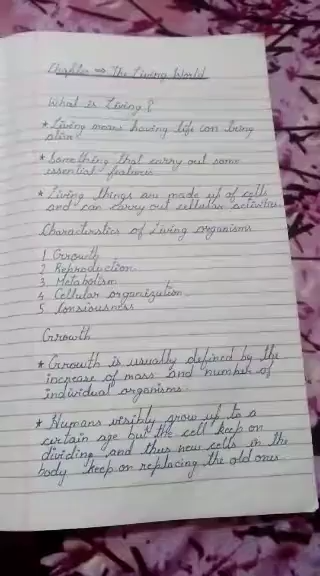 Chapter ⇒ The Living World
What is Living?
* Living means having life can being
alive
* Something that carry out some
essential features
* Living things are made up of cells
and can carry out cellular activities
Characteristics of Living organisms
1 Growth
2 Reproduction
3 Metabolism
4 Cellular organization
5 Consiousness
Growth
* Growth is usually defined by the
increase of mass and number of
individual organisms.
* Humans visibly grow up to a
certain age but the cell keep on
dividing and thus new cells in the
body keep on replacing the old ones